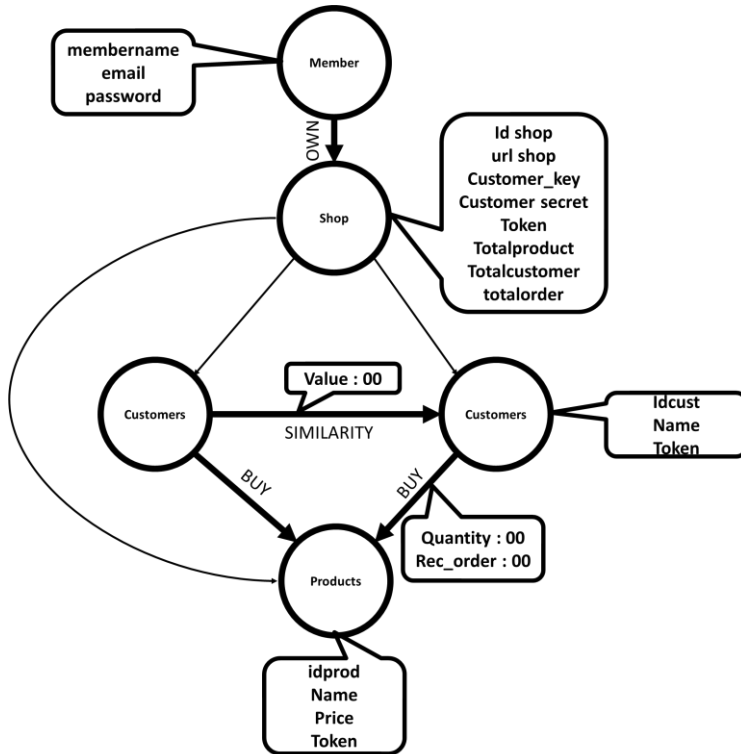 membername
email
password
Member
OWN
Id shop
url shop
Customer_key
Customer secret
Token
Totalproduct
Totalcustomer
totalorder
Shop
Value : 00
Customers
SIMILARITY
Customers
Idcust
Name
Token
BUY
BUY
Quantity : 00
Rec_order : 00
Products
idprod
Name
Price
Token